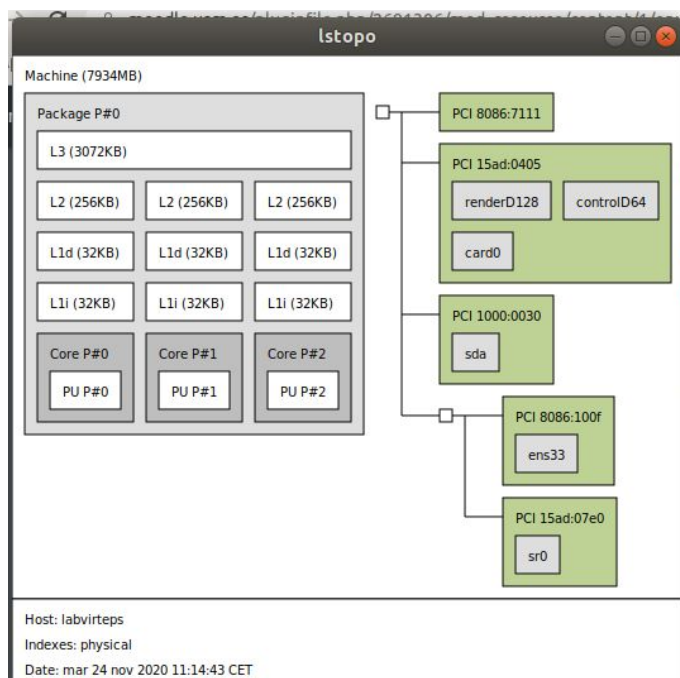 lstopo
Machine (7934MB)
Package P#0
L3 (3072KB)
L2 (256KB) L2 (256KB) L2 (256KB)
L1d (32KB) L1d (32KB) L1d (32KB)
L1i (32KB) L1i (32KB) L1i (32KB)
Core P#0 Core P#1 Core P#2
PU P#0 PU P#1 PU P#2
PCI 8086:7111
PCI 15ad:0405
renderD128 controlD64
card0
PCI 1000:0030
sda
PCI 8086:100f
ens33
PCI 15ad:07e0
sr0
Host: labvirteps
Indexes: physical
Date: mar 24 nov 2020 11:14:43 CET